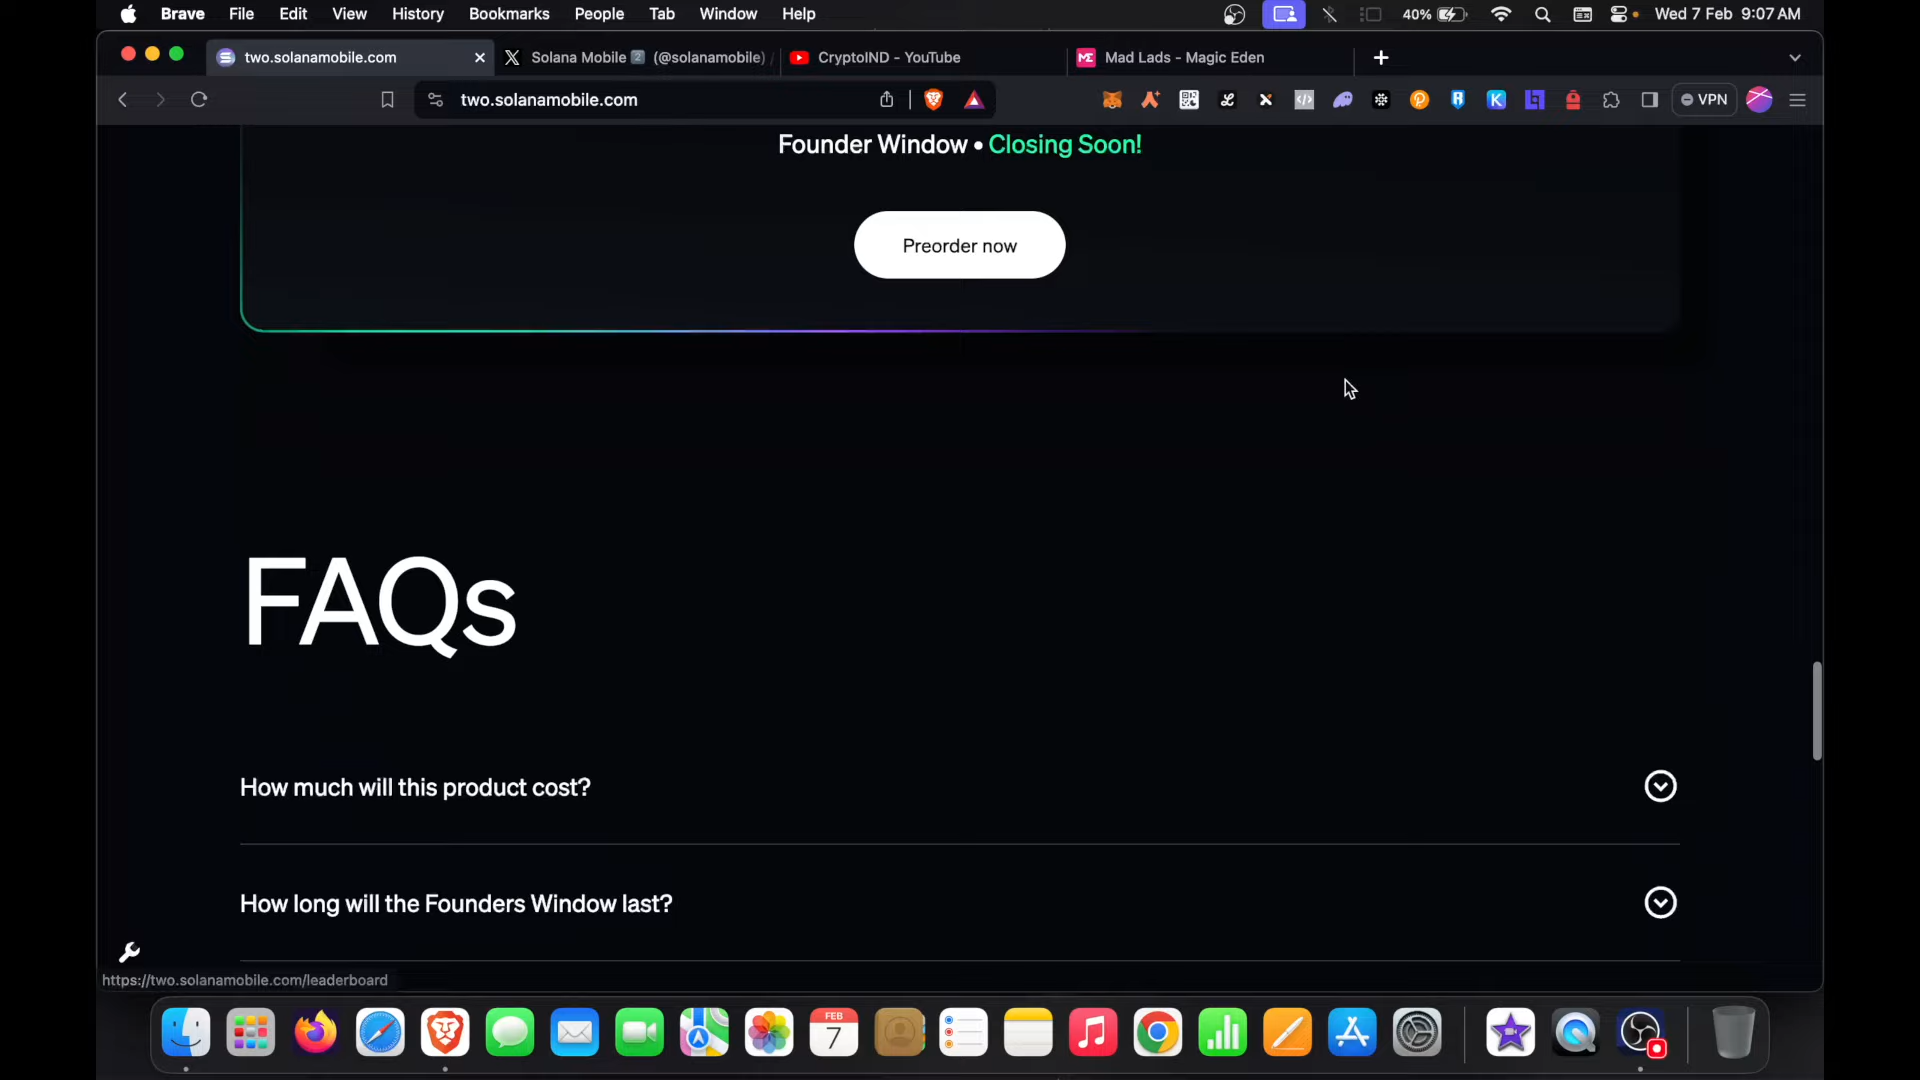 Brave File Edit View History Bookmarks People Tab Window Help 40% Wed 7 Feb 9:07 AM
two.solanamobile.com Solana Mobile 2 (@solanamobile) / CryptoIND - YouTube ME Mad Lads - Magic Eden
two.solanamobile.com VPN
Founder Window • Closing Soon!
Preorder now
FAQs
How much will this product cost?
How long will the Founders Window last?
https://two.solanamobile.com/leaderboard
FEB
7